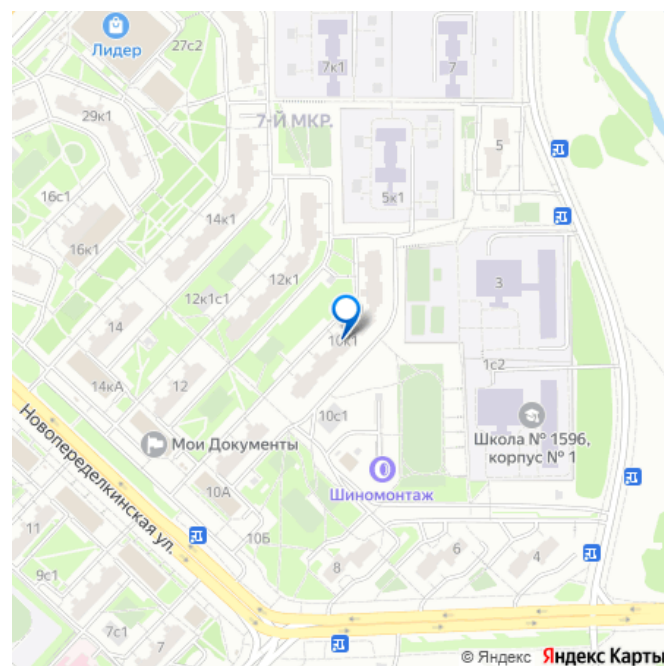 27с2
Лидер
7к1
7
7-Й МКР.
29к1
5
5к1
16с1
14к1
16к1
12к1
3
12к1с1
14
10к1
1с2
14кА
12
10с1
Новопеределкинская ул.
Мои Документы
Школа № 1596,
корпус № 1
Шиномонтаж
10А
11
10Б
6
4
8
9с1
7с1
7
© Яндекс Яндекс Карты